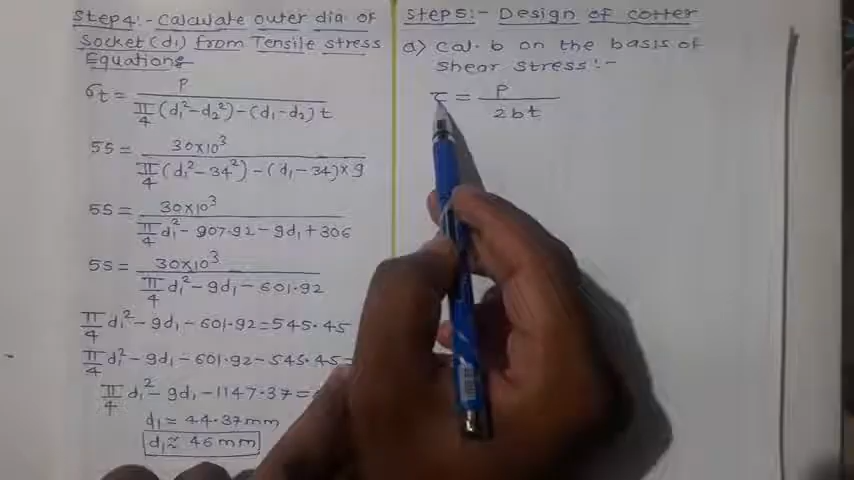 Step4:- Calculate outer dia. of
Socket (d₁) from Tensile stress
Equations
σt = P / π/4 (d₁²-d₂²)-(d₁-d₂)t
55 = 30×10³ / π/4 (d₁²-34²)-(d₁-34)×9
55 = 30×10³ / π/4 d₁²-907.92-9d₁+306
55 = 30×10³ / π/4 d₁²-9d₁-601.92
π/4 d₁²-9d₁-601.92=545.45
π/4 d₁²-9d₁-601.92-545.45=
π/4 d₁²-9d₁-1147.37=
d₁ = 44.37mm
d₁ ≈ 46mm
Step5:- Design of cotter
a) cal. b on the basis of
shear stress:-
τ = P / 2bt